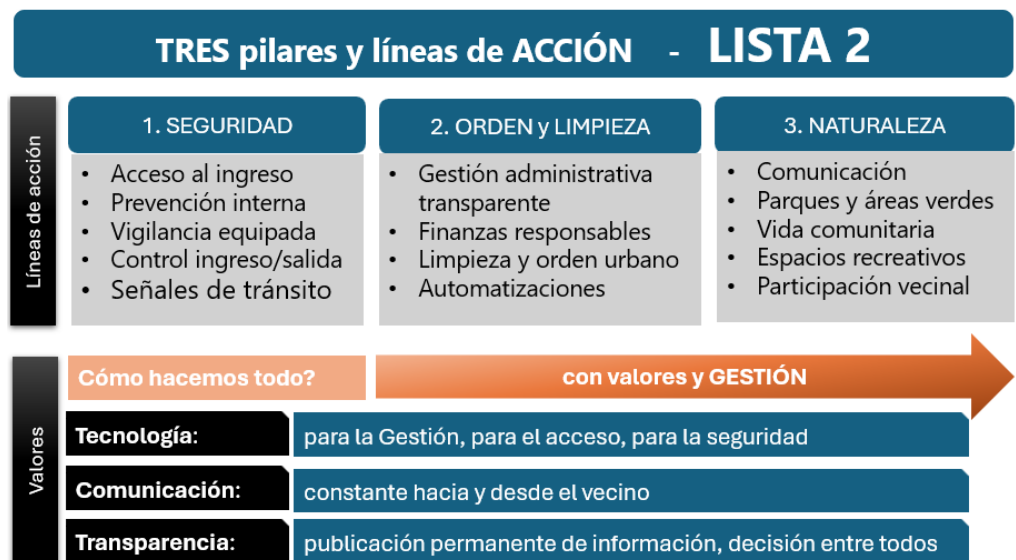 TRES pilares y líneas de ACCIÓN - LISTA 2
Líneas de acción
1. SEGURIDAD
• Acceso al ingreso
• Prevención interna
• Vigilancia equipada
• Control ingreso/salida
• Señales de tránsito
2. ORDEN y LIMPIEZA
• Gestión administrativa
transparente
• Finanzas responsables
• Limpieza y orden urbano
• Automatizaciones
3. NATURALEZA
• Comunicación
• Parques y áreas verdes
• Vida comunitaria
• Espacios recreativos
• Participación vecinal
Valores
Cómo hacemos todo?
con valores y GESTIÓN
Tecnología:
para la Gestión, para el acceso, para la seguridad
Comunicación:
constante hacia y desde el vecino
Transparencia:
publicación permanente de información, decisión entre todos